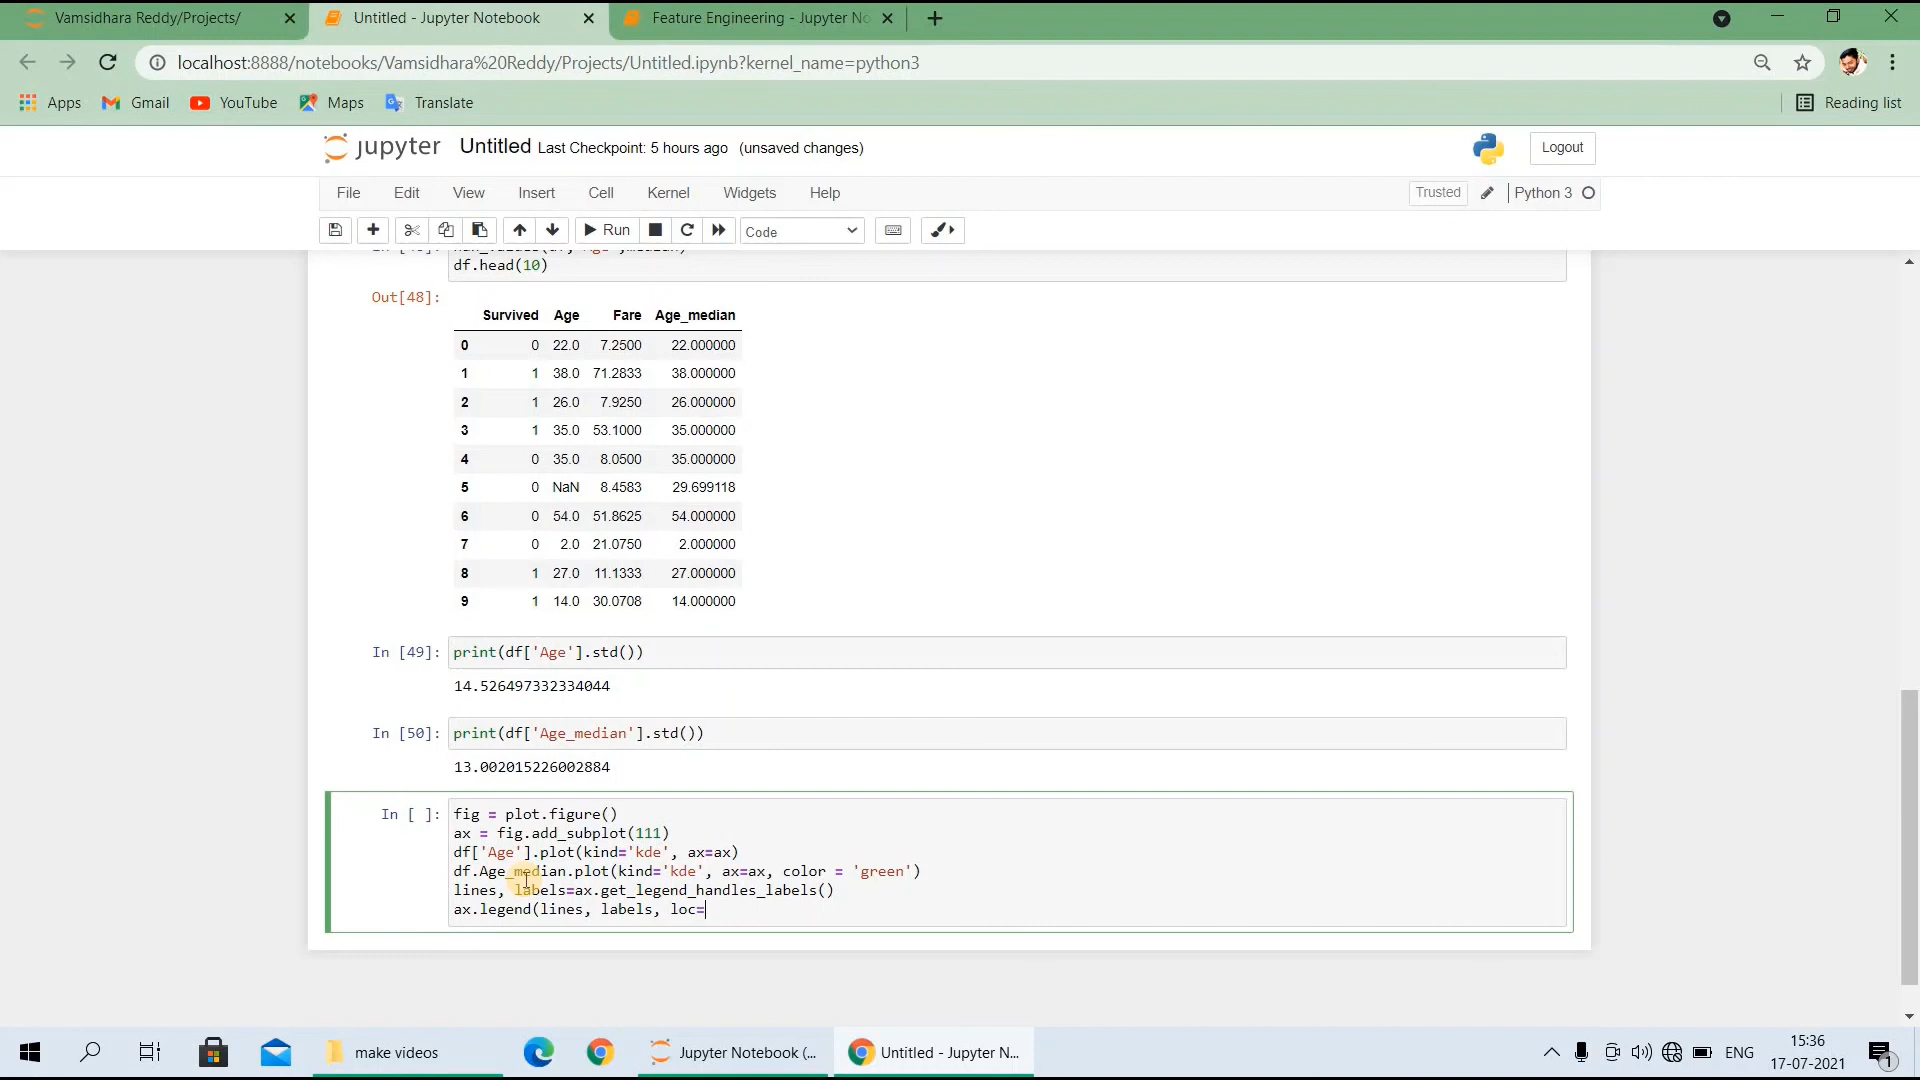 Vamsidhara Reddy/Projects/
Untitled - Jupyter Notebook
Feature Engineering - Jupyter No
localhost:8888/notebooks/Vamsidhara%20Reddy/Projects/Untitled.ipynb?kernel_name=python3
Apps Gmail YouTube Maps Translate Reading list
jupyter Untitled Last Checkpoint: 5 hours ago (unsaved changes) Logout
File Edit View Insert Cell Kernel Widgets Help Trusted Python 3
Run Code
df.head(10)
Out[48]:
Survived Age Fare Age_median
0 0 22.0 7.2500 22.000000
1 1 38.0 71.2833 38.000000
2 1 26.0 7.9250 26.000000
3 1 35.0 53.1000 35.000000
4 0 35.0 8.0500 35.000000
5 0 NaN 8.4583 29.699118
6 0 54.0 51.8625 54.000000
7 0 2.0 21.0750 2.000000
8 1 27.0 11.1333 27.000000
9 1 14.0 30.0708 14.000000
In [49]: print(df['Age'].std())
14.526497332334044
In [50]: print(df['Age_median'].std())
13.002015226002884
In [ ]: fig = plot.figure()
ax = fig.add_subplot(111)
df['Age'].plot(kind='kde', ax=ax)
df.Age_median.plot(kind='kde', ax=ax, color = 'green')
lines, labels=ax.get_legend_handles_labels()
ax.legend(lines, labels, loc=
make videos
Jupyter Notebook (...
Untitled - Jupyter N...
ENG
15:36
17-07-2021
1